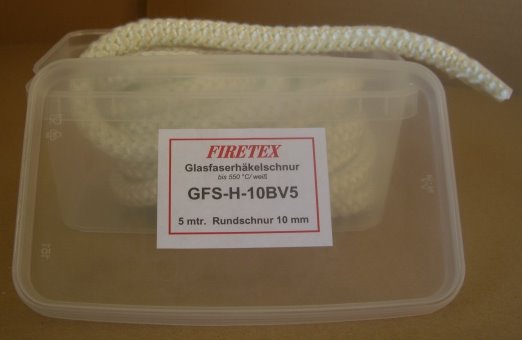 FIRETEX
Glasfaserhäkelschnur
bis 550 °C/ weiß
GFS-H-10BV5
5 mtr. Rundschnur 10 mm